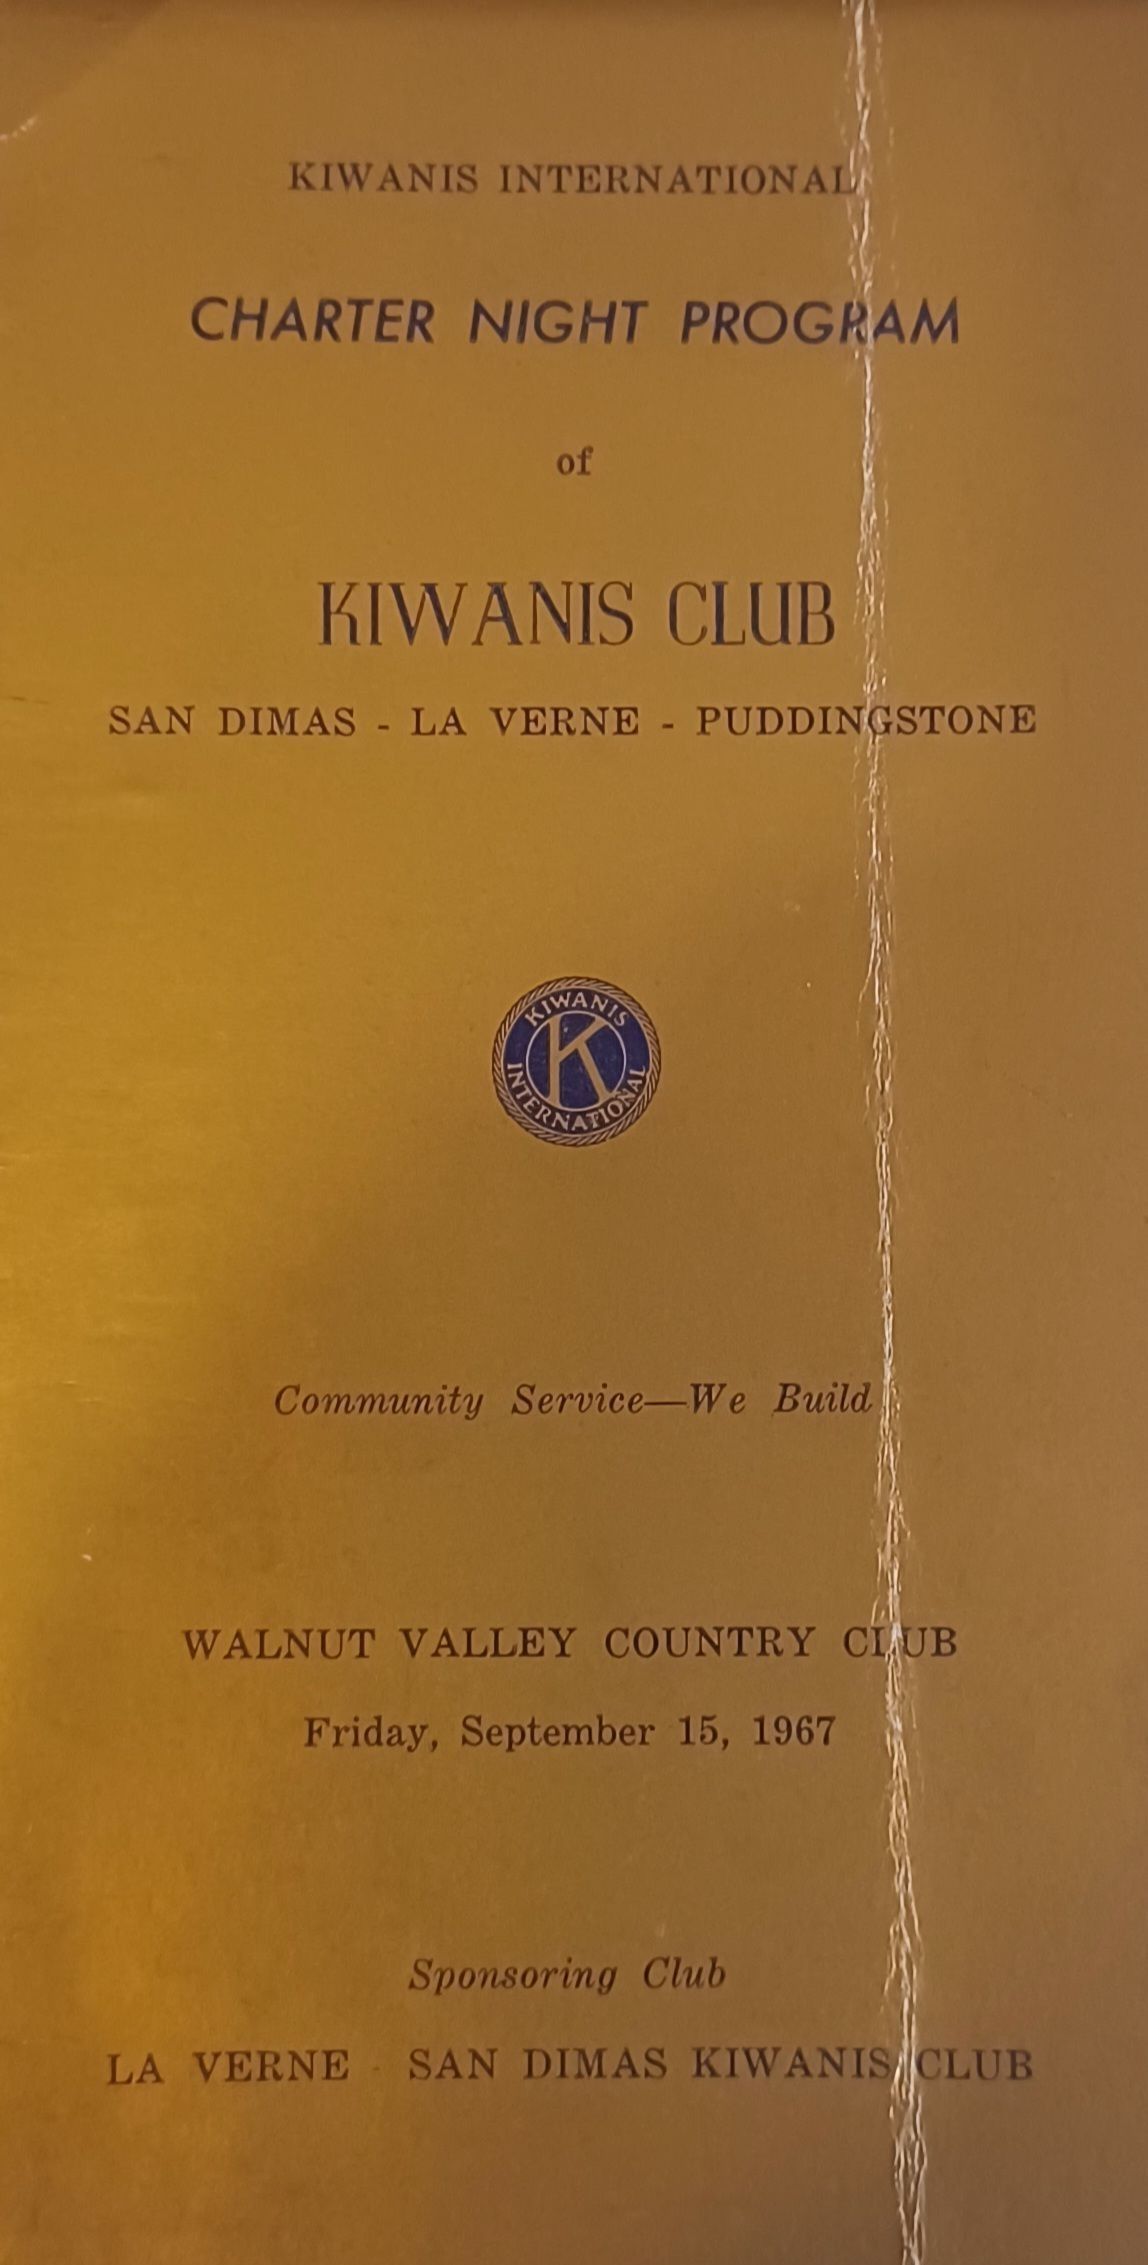 KIWANIS INTERNATIONAL
CHARTER NIGHT PROGRAM
of
KIWANIS CLUB
SAN DIMAS - LA VERNE - PUDDINGSTONE
KIWANIS
K
INTERNATIONAL
Community Service—We Build
WALNUT VALLEY COUNTRY CLUB
Friday, September 15, 1967
Sponsoring Club
LA VERNE - SAN DIMAS KIWANIS CLUB